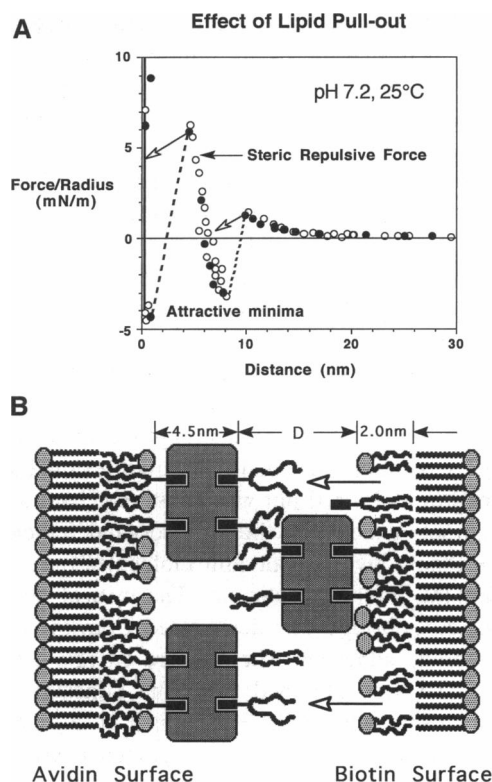 A
Effect of Lipid Pull-out
10
5
0
-5
pH 7.2, 25°C
Steric Repulsive Force
Force/Radius
(mN/m)
Attractive minima
0
10
20
30
Distance (nm)
B
4.5nm
D
2.0nm
Avidin Surface
Biotin Surface